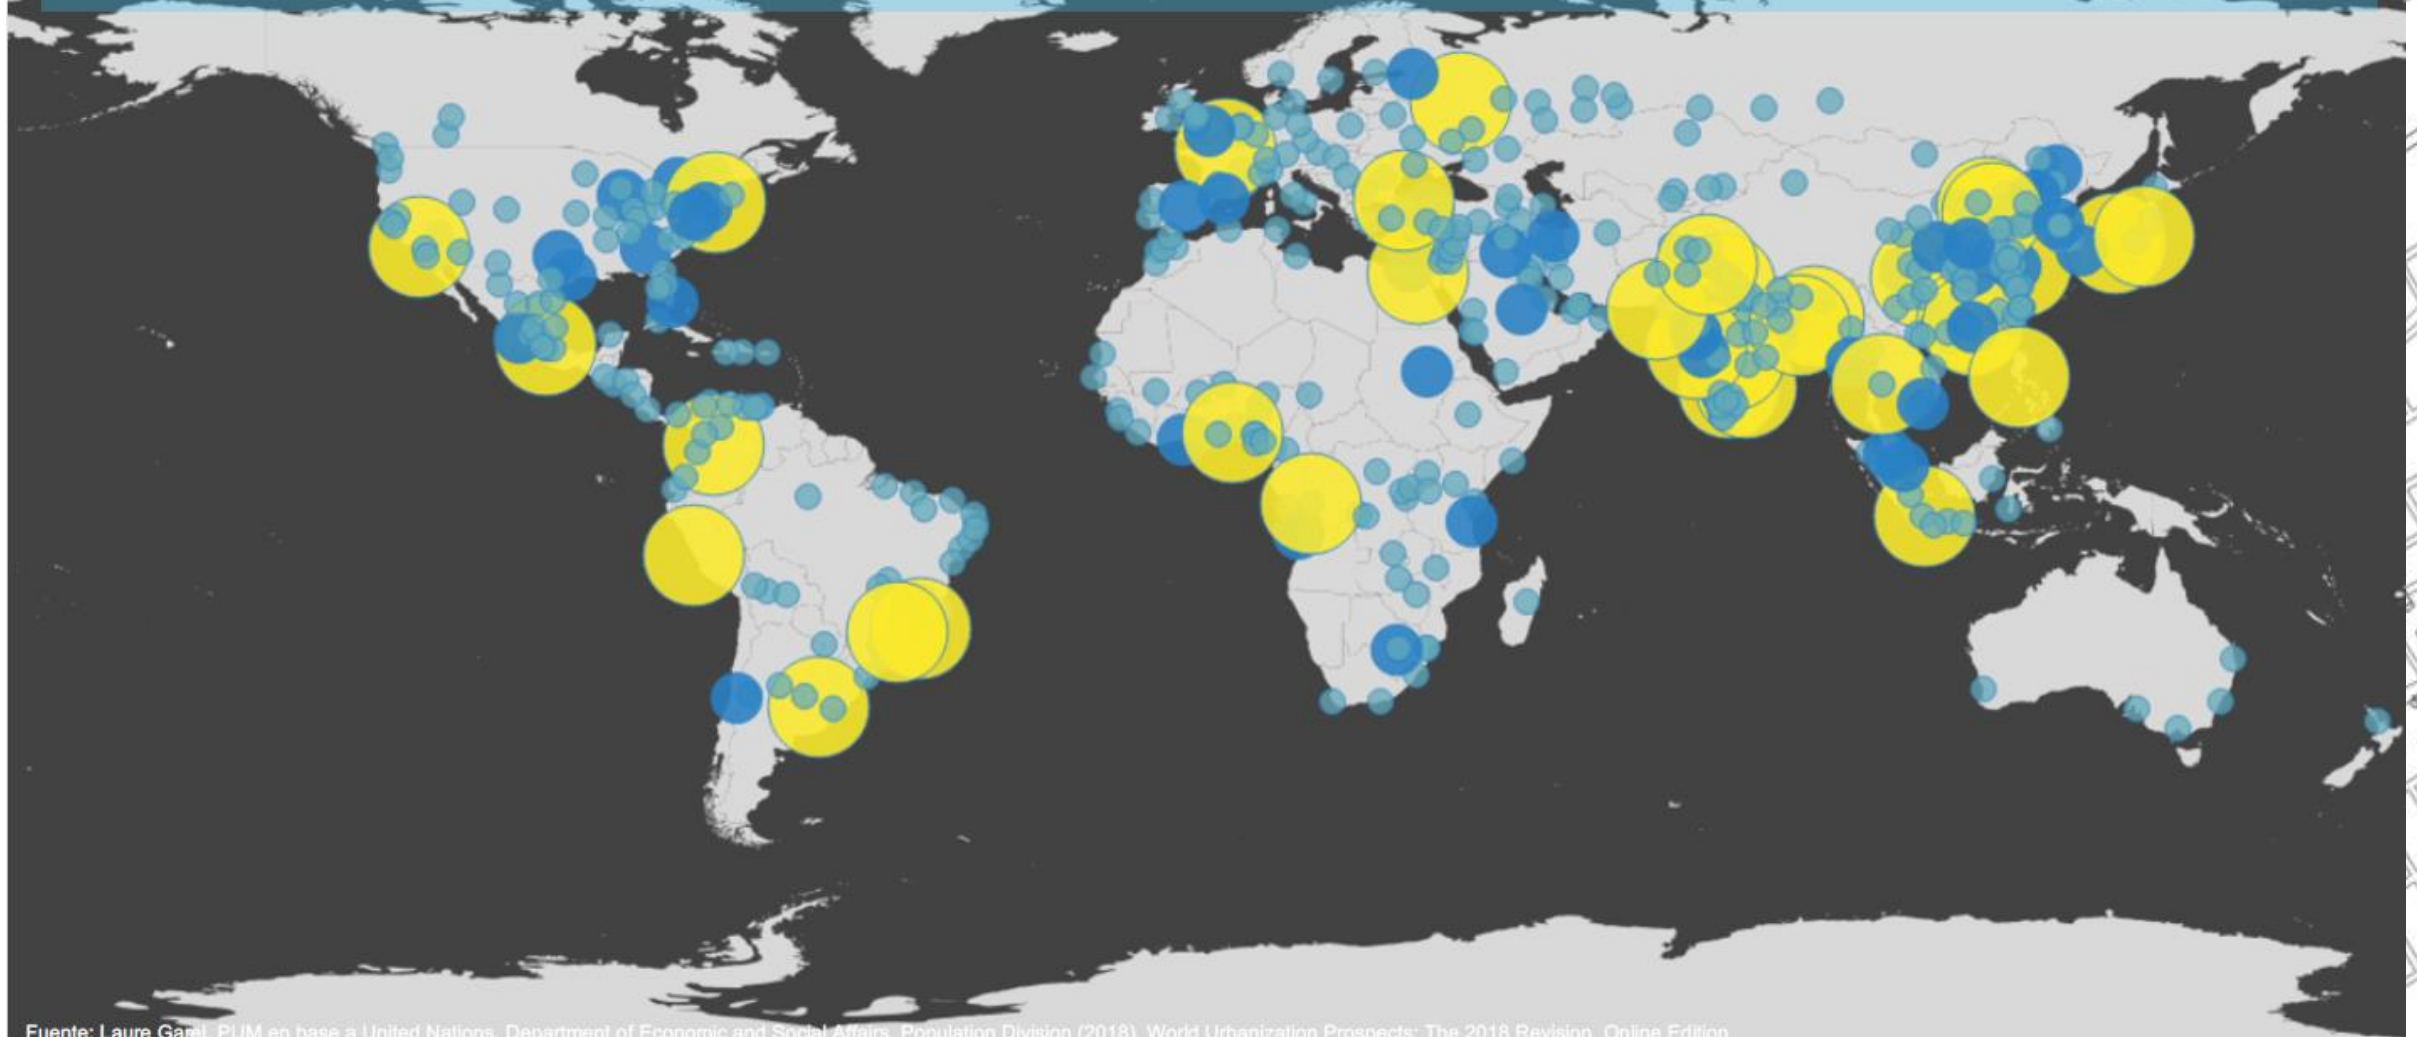 Fuente: Laure Garel, PUM en base a United Nations, Department of Economic and Social Affairs, Population Division (2018). World Urbanization Prospects: The 2018 Revision, Online Edition.